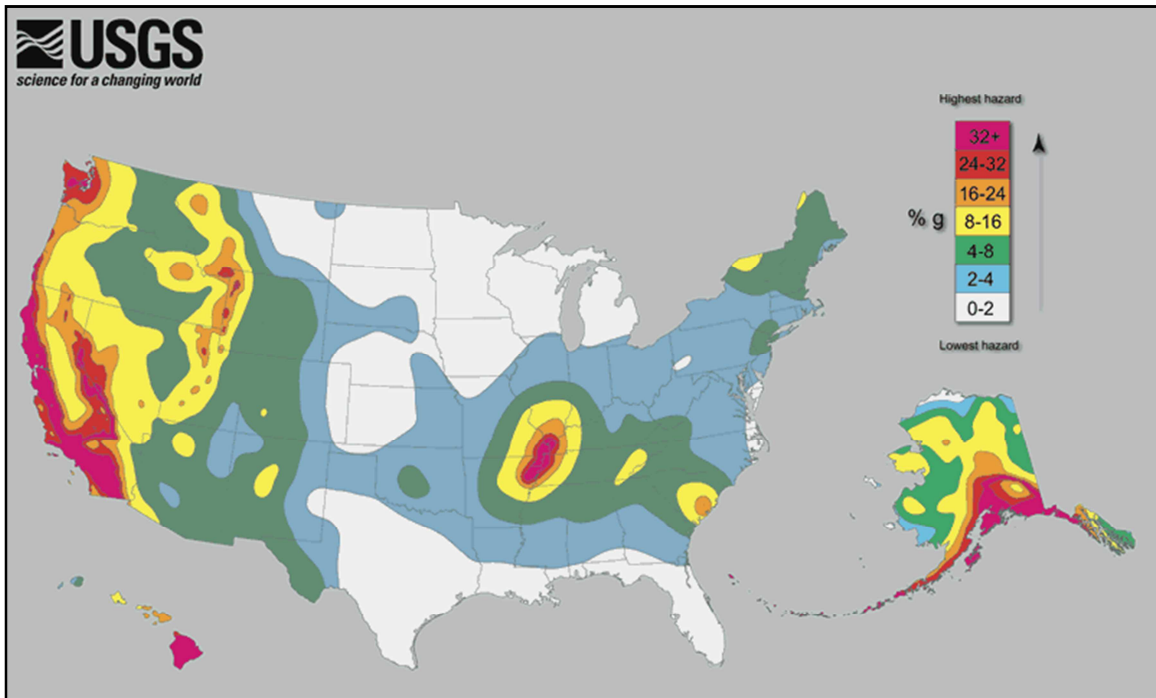 USGS
science for a changing world
Highest hazard
32+
24-32
16-24
% g
8-16
4-8
2-4
0-2
Lowest hazard